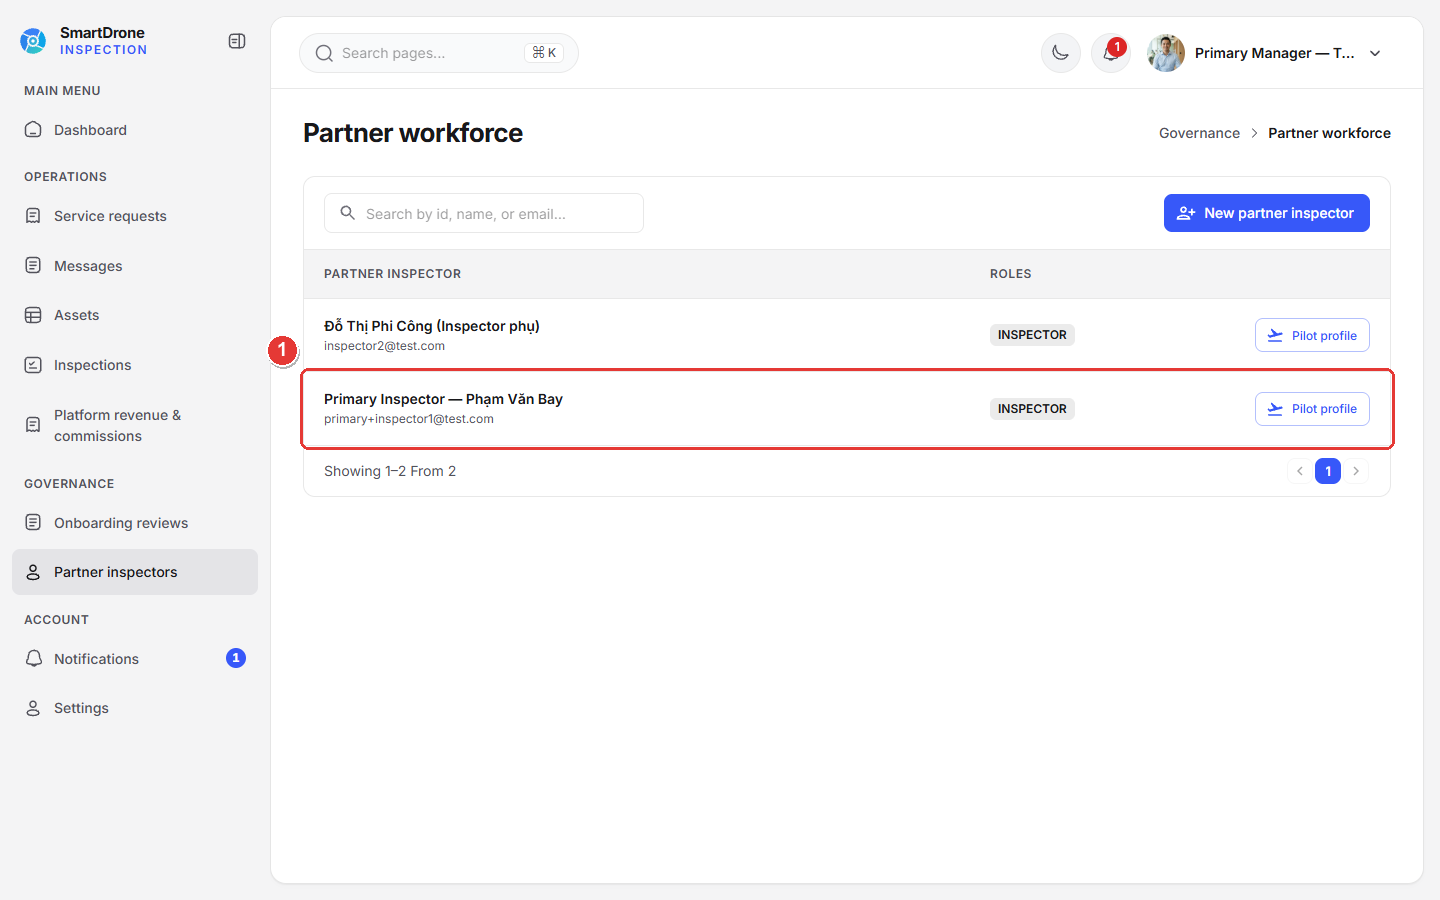 SmartDrone
INSPECTION
MAIN MENU
Dashboard
OPERATIONS
Service requests
Messages
Assets
Inspections
Platform revenue &
commissions
GOVERNANCE
Onboarding reviews
Partner inspectors
ACCOUNT
Notifications 1
Settings
Search pages... ⌘ K
1
Primary Manager — T...
Partner workforce
Governance > Partner workforce
Search by id, name, or email...
New partner inspector
PARTNER INSPECTOR ROLES
Đỗ Thị Phi Công (Inspector phụ)
inspector2@test.com
INSPECTOR
Pilot profile
1
Primary Inspector — Phạm Văn Bay
primary+inspector1@test.com
INSPECTOR
Pilot profile
Showing 1–2 From 2
< 1 >